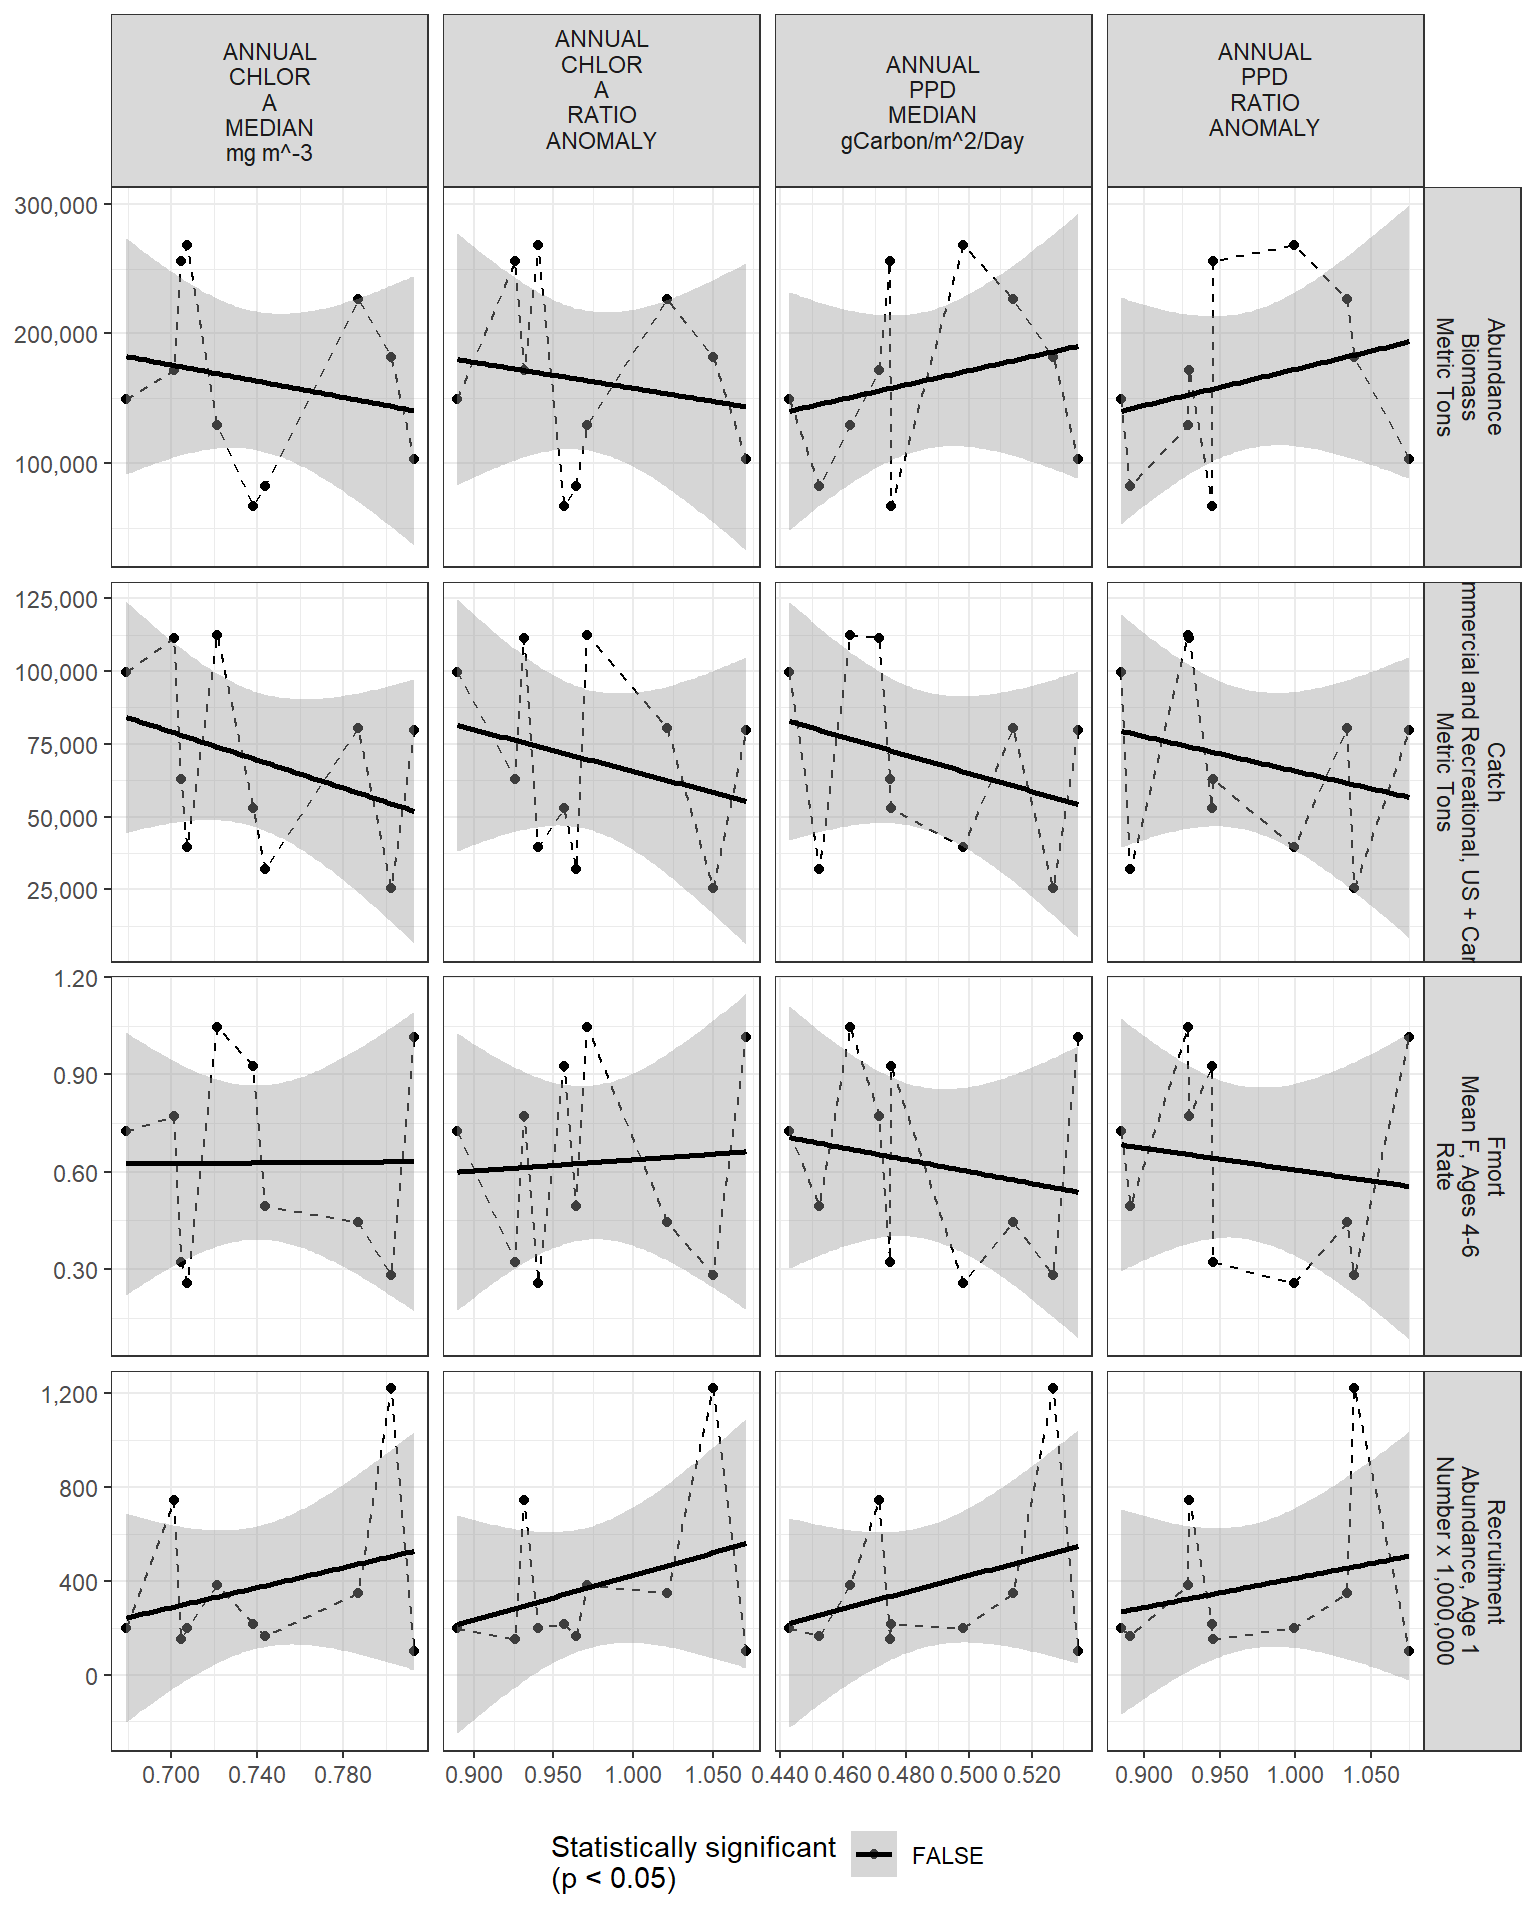 ANNUAL
CHLOR
A
MEDIAN
mg m^-3
ANNUAL
CHLOR
A
RATIO
ANOMALY
ANNUAL
PPD
MEDIAN
gCarbon/m^2/Day
ANNUAL
PPD
RATIO
ANOMALY
300,000
200,000
100,000
Abundance
Biomass
Metric Tons
125,000
100,000
75,000
50,000
25,000
Catch
mmercial and Recreational, US + Car
Metric Tons
1.20
0.90
0.60
0.30
Fmort
Mean F, Ages 4-6
Rate
1,200
800
400
0
Recruitment
Abundance, Age 1
Number x 1,000,000
0.700 0.740 0.780
0.900 0.950 1.000 1.050
0.440 0.460 0.480 0.500 0.520
0.900 0.950 1.000 1.050
Statistically significant
(p < 0.05)
FALSE